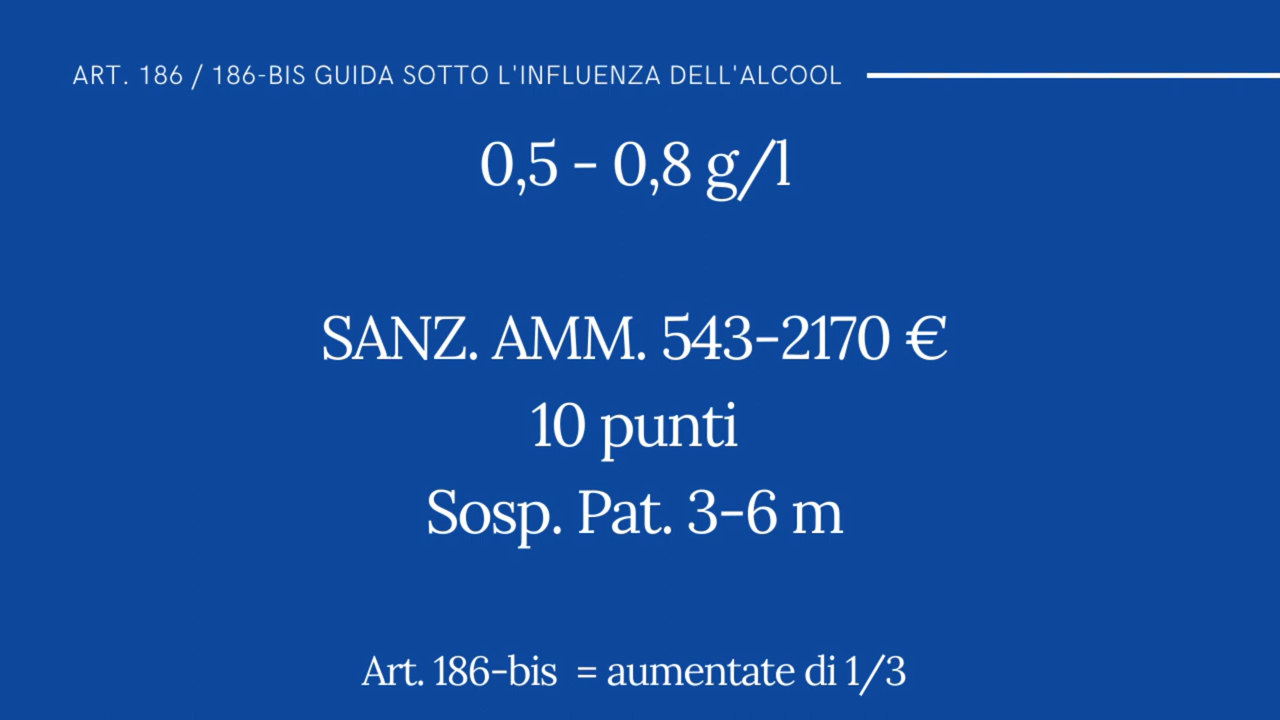 ART. 186 / 186-BIS GUIDA SOTTO L'INFLUENZA DELL'ALCOOL
0,5 - 0,8 g/l
SANZ. AMM. 543-2170 €
10 punti
Sosp. Pat. 3-6 m
Art. 186-bis = aumentate di 1/3